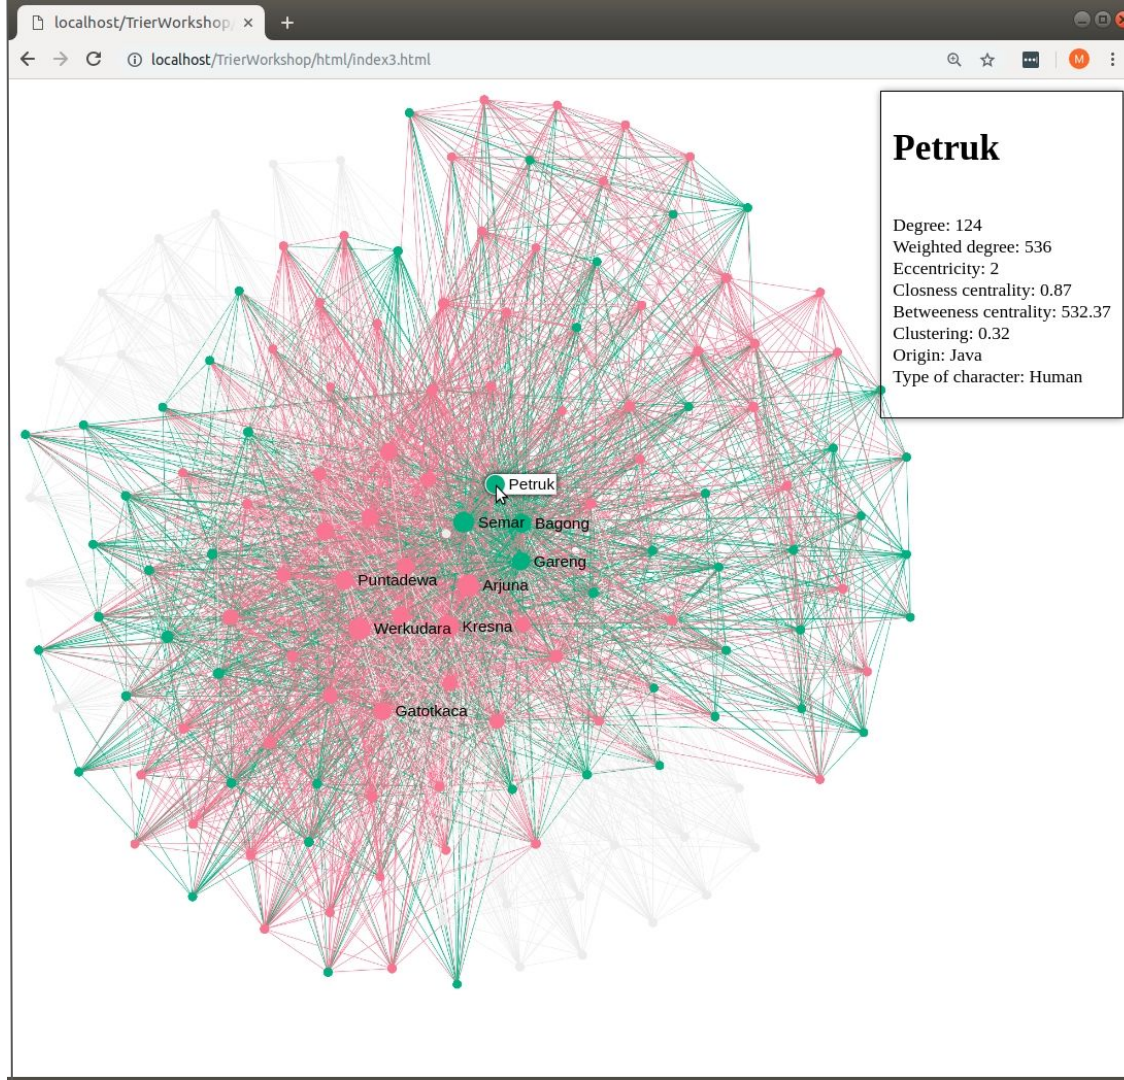 localhost/TrierWorkshop/
localhost/TrierWorkshop/html/index3.html
M
Petruk
Degree: 124
Weighted degree: 536
Eccentricity: 2
Closness centrality: 0.87
Betweeness centrality: 532.37
Clustering: 0.32
Origin: Java
Type of character: Human
Petruk
Semar
Bagong
Gareng
Puntadewa
Arjuna
Werkudara
Kresna
Gatotkaca